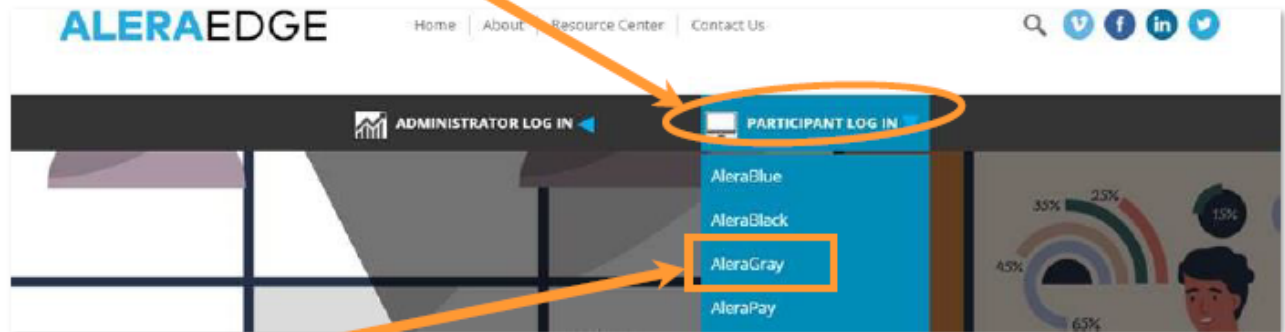 ALERAEDGE
Home | About | Resource Center | Contact Us
ADMINISTRATOR LOG IN
PARTICIPANT LOG IN
AleraBlue
AleraBlack
AleraGray
AleraPay
35%
25%
15%
45%
65%